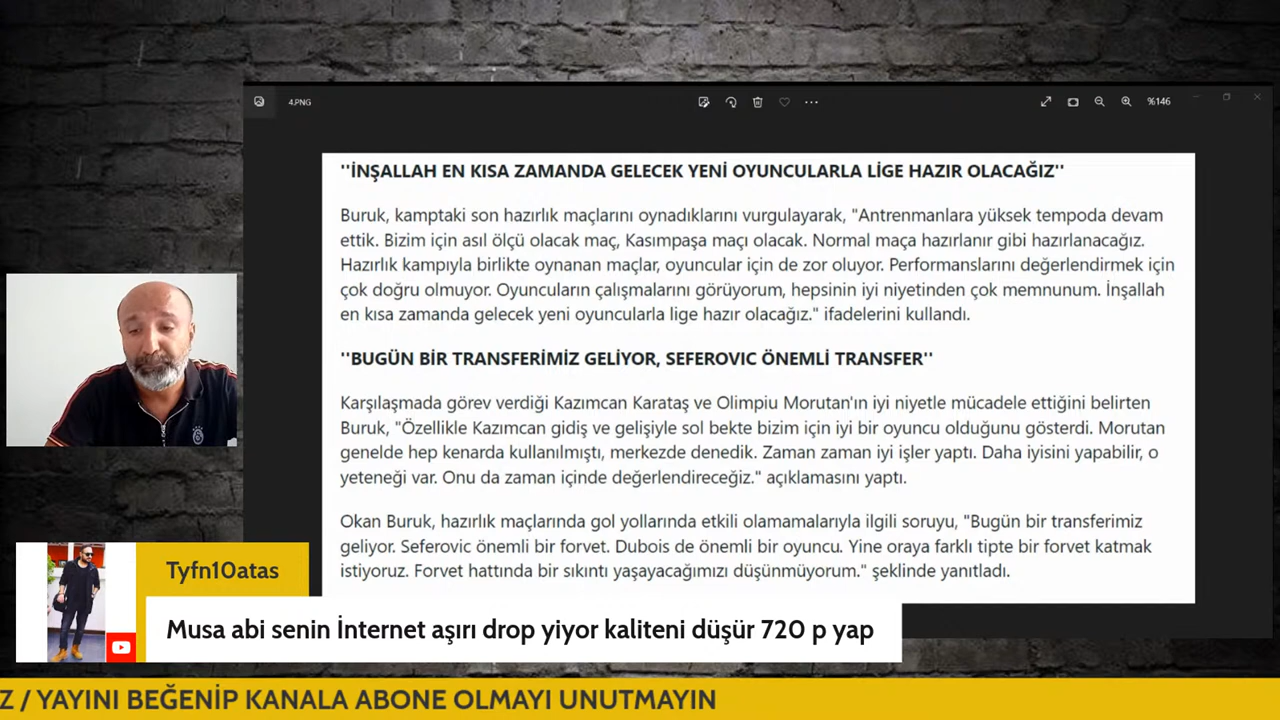 4.PNG
%146
''İNŞALLAH EN KISA ZAMANDA GELECEK YENİ OYUNCULARLA LİGE HAZIR OLACAĞIZ''
Buruk, kamptaki son hazırlık maçlarını oynadıklarını vurgulayarak, "Antrenmanlara yüksek tempoda devam
ettik. Bizim için asıl ölçü olacak maç, Kasımpaşa maçı olacak. Normal maça hazırlanır gibi hazırlanacağız.
Hazırlık kampıyla birlikte oynanan maçlar, oyuncular için de zor oluyor. Performanslarını değerlendirmek için
çok doğru olmuyor. Oyuncuların çalışmalarını görüyorum, hepsinin iyi niyetinden çok memnunum. İnşallah
en kısa zamanda gelecek yeni oyuncularla lige hazır olacağız." ifadelerini kullandı.
''BUGÜN BİR TRANSFERİMİZ GELİYOR, SEFEROVIC ÖNEMLİ TRANSFER''
Karşılaşmada görev verdiği Kazımcan Karataş ve Olimpiu Morutan'ın iyi niyetle mücadele ettiğini belirten
Buruk, "Özellikle Kazımcan gidiş ve gelişiyle sol bekte bizim için iyi bir oyuncu olduğunu gösterdi. Morutan
genelde hep kenarda kullanılmıştı, merkezde denedik. Zaman zaman iyi işler yaptı. Daha iyisini yapabilir, o
yeteneği var. Onu da zaman içinde değerlendireceğiz." açıklamasını yaptı.
Okan Buruk, hazırlık maçlarında gol yollarında etkili olamamalarıyla ilgili soruyu, "Bugün bir transferimiz
geliyor. Seferovic önemli bir forvet. Dubois de önemli bir oyuncu. Yine oraya farklı tipte bir forvet katmak
istiyoruz. Forvet hattında bir sıkıntı yaşayacağımızı düşünmüyorum." şeklinde yanıtladı.
Tyfn10atas
Musa abi senin İnternet aşırı drop yiyor kaliteni düşür 720 p yap
Z / YAYINI BEĞENİP KANALA ABONE OLMAYI UNUTMAYIN